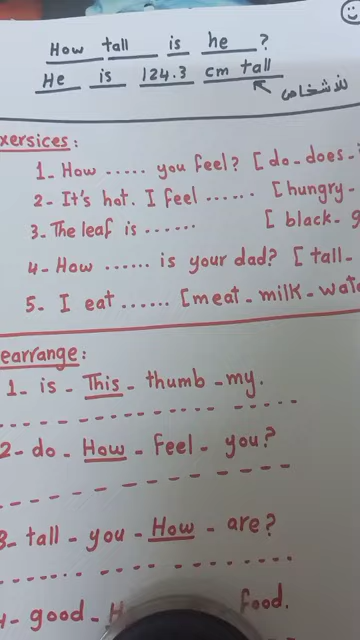 How tall is he ?
He is 124.3 cm tall
للأشخاص
xersices:
1- How ..... you feel? [ do - does -
2- It's hot. I feel ...... [ hungry -
3- The leaf is ...... [ black - g
4- How ...... is your dad? [ tall -
5- I eat ...... [meat - milk - wate
earrange:
1- is - This - thumb - my.
2- do - How - Feel - you?
3- tall - you - How - are?
- good - H food.